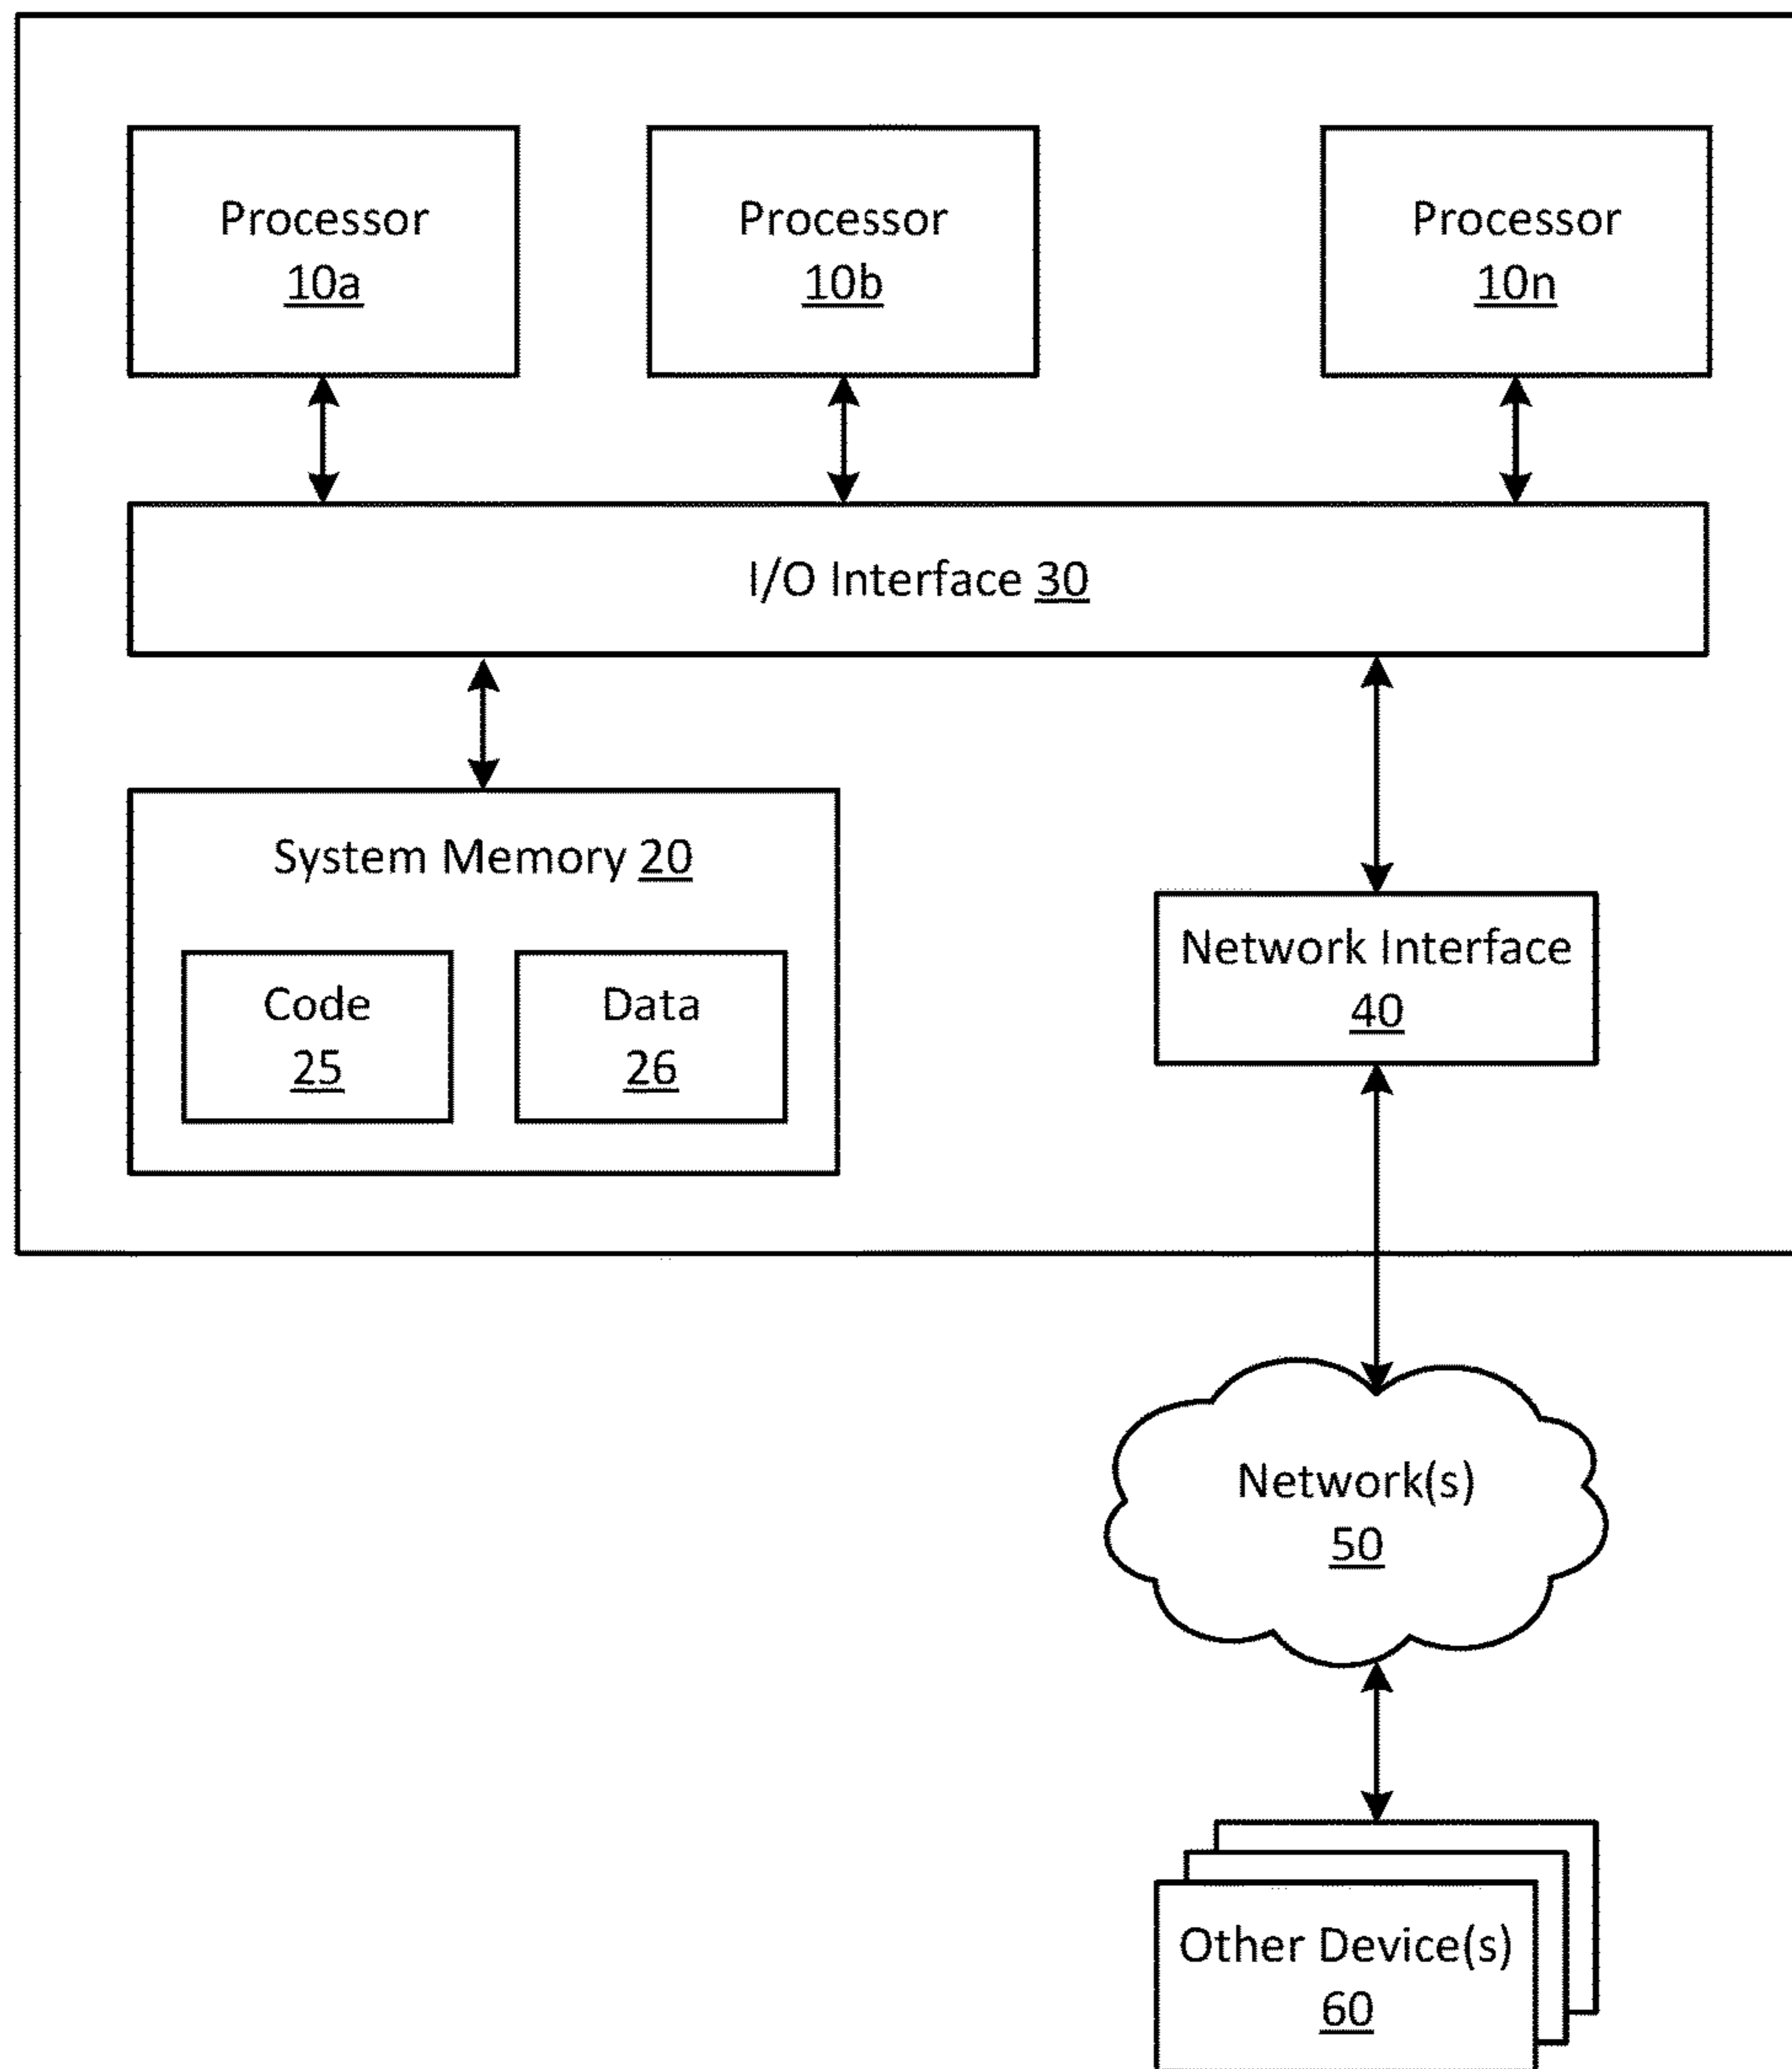 Processor
10a
Processor
10b
Processor
10n
I/O Interface 30
System Memory 20
Code
25
Data
26
Network Interface
40
Network(s)
50
Other Device(s)
60